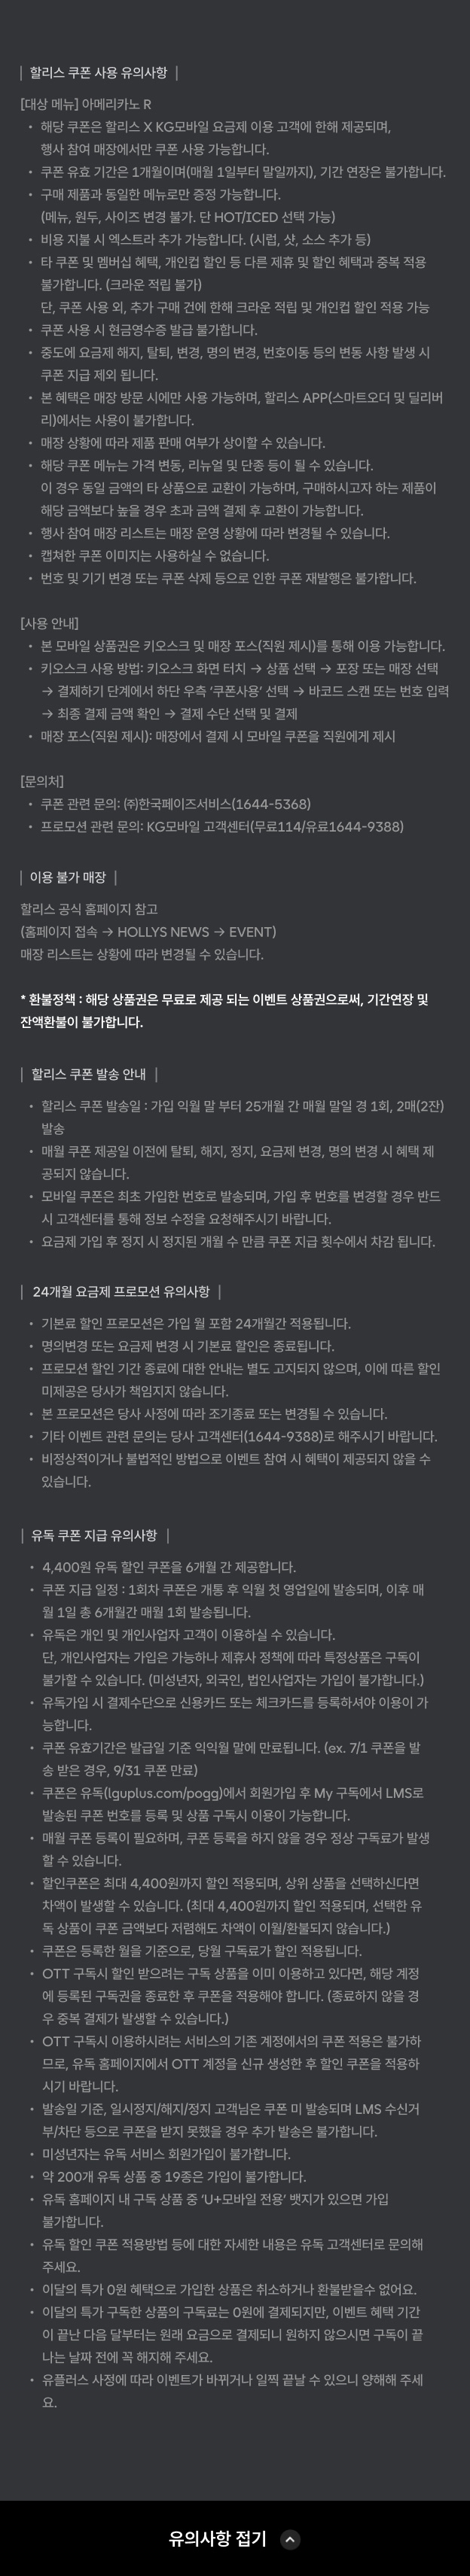 | 할리스 쿠폰 사용 유의사항 |
[대상 메뉴] 아메리카노 R
• 해당 쿠폰은 할리스 X KG모바일 요금제 이용 고객에 한해 제공되며,
행사 참여 매장에서만 쿠폰 사용 가능합니다.
• 쿠폰 유효 기간은 1개월이며(매월 1일부터 말일까지), 기간 연장은 불가합니다.
• 구매 제품과 동일한 메뉴로만 증정 가능합니다.
(메뉴, 원두, 사이즈 변경 불가. 단 HOT/ICED 선택 가능)
• 비용 지불 시 엑스트라 추가 가능합니다. (시럽, 샷, 소스 추가 등)
• 타 쿠폰 및 멤버십 혜택, 개인컵 할인 등 다른 제휴 및 할인 혜택과 중복 적용
불가합니다. (크라운 적립 불가)
단, 쿠폰 사용 외, 추가 구매 건에 한해 크라운 적립 및 개인컵 할인 적용 가능
• 쿠폰 사용 시 현금영수증 발급 불가합니다.
• 중도에 요금제 해지, 탈퇴, 변경, 명의 변경, 번호이동 등의 변동 사항 발생 시
쿠폰 지급 제외 됩니다.
• 본 혜택은 매장 방문 시에만 사용 가능하며, 할리스 APP(스마트오더 및 딜리버
리)에서는 사용이 불가합니다.
• 매장 상황에 따라 제품 판매 여부가 상이할 수 있습니다.
• 해당 쿠폰 메뉴는 가격 변동, 리뉴얼 및 단종 등이 될 수 있습니다.
이 경우 동일 금액의 타 상품으로 교환이 가능하며, 구매하시고자 하는 제품이
해당 금액보다 높을 경우 초과 금액 결제 후 교환이 가능합니다.
• 행사 참여 매장 리스트는 매장 운영 상황에 따라 변경될 수 있습니다.
• 캡쳐한 쿠폰 이미지는 사용하실 수 없습니다.
• 번호 및 기기 변경 또는 쿠폰 삭제 등으로 인한 쿠폰 재발행은 불가합니다.
[사용 안내]
• 본 모바일 상품권은 키오스크 및 매장 포스(직원 제시)를 통해 이용 가능합니다.
• 키오스크 사용 방법: 키오스크 화면 터치 → 상품 선택 → 포장 또는 매장 선택
→ 결제하기 단계에서 하단 우측 ‘쿠폰사용’ 선택 → 바코드 스캔 또는 번호 입력
→ 최종 결제 금액 확인 → 결제 수단 선택 및 결제
• 매장 포스(직원 제시): 매장에서 결제 시 모바일 쿠폰을 직원에게 제시
[문의처]
• 쿠폰 관련 문의: ㈜한국페이즈서비스(1644-5368)
• 프로모션 관련 문의: KG모바일 고객센터(무료114/유료1644-9388)
| 이용 불가 매장 |
할리스 공식 홈페이지 참고
(홈페이지 접속 → HOLLYS NEWS → EVENT)
매장 리스트는 상황에 따라 변경될 수 있습니다.
* 환불정책 : 해당 상품권은 무료로 제공 되는 이벤트 상품권으로써, 기간연장 및
잔액환불이 불가합니다.
| 할리스 쿠폰 발송 안내 |
• 할리스 쿠폰 발송일 : 가입 익월 말 부터 25개월 간 매월 말일 경 1회, 2매(2잔)
발송
• 매월 쿠폰 제공일 이전에 탈퇴, 해지, 정지, 요금제 변경, 명의 변경 시 혜택 제
공되지 않습니다.
• 모바일 쿠폰은 최초 가입한 번호로 발송되며, 가입 후 번호를 변경할 경우 반드
시 고객센터를 통해 정보 수정을 요청해주시기 바랍니다.
• 요금제 가입 후 정지 시 정지된 개월 수 만큼 쿠폰 지급 횟수에서 차감 됩니다.
| 24개월 요금제 프로모션 유의사항 |
• 기본료 할인 프로모션은 가입 월 포함 24개월간 적용됩니다.
• 명의변경 또는 요금제 변경 시 기본료 할인은 종료됩니다.
• 프로모션 할인 기간 종료에 대한 안내는 별도 고지되지 않으며, 이에 따른 할인
미제공은 당사가 책임지지 않습니다.
• 본 프로모션은 당사 사정에 따라 조기종료 또는 변경될 수 있습니다.
• 기타 이벤트 관련 문의는 당사 고객센터(1644-9388)로 해주시기 바랍니다.
• 비정상적이거나 불법적인 방법으로 이벤트 참여 시 혜택이 제공되지 않을 수
있습니다.
| 유독 쿠폰 지급 유의사항 |
• 4,400원 유독 할인 쿠폰을 6개월 간 제공합니다.
• 쿠폰 지급 일정 : 1회차 쿠폰은 개통 후 익월 첫 영업일에 발송되며, 이후 매
월 1일 총 6개월간 매월 1회 발송됩니다.
• 유독은 개인 및 개인사업자 고객이 이용하실 수 있습니다.
단, 개인사업자는 가입은 가능하나 제휴사 정책에 따라 특정상품은 구독이
불가할 수 있습니다. (미성년자, 외국인, 법인사업자는 가입이 불가합니다.)
• 유독가입 시 결제수단으로 신용카드 또는 체크카드를 등록하셔야 이용이 가
능합니다.
• 쿠폰 유효기간은 발급일 기준 익익월 말에 만료됩니다. (ex. 7/1 쿠폰을 발
송 받은 경우, 9/31 쿠폰 만료)
• 쿠폰은 유독(lguplus.com/pogg)에서 회원가입 후 My 구독에서 LMS로
발송된 쿠폰 번호를 등록 및 상품 구독시 이용이 가능합니다.
• 매월 쿠폰 등록이 필요하며, 쿠폰 등록을 하지 않을 경우 정상 구독료가 발생
할 수 있습니다.
• 할인쿠폰은 최대 4,400원까지 할인 적용되며, 상위 상품을 선택하신다면
차액이 발생할 수 있습니다. (최대 4,400원까지 할인 적용되며, 선택한 유
독 상품이 쿠폰 금액보다 저렴해도 차액이 이월/환불되지 않습니다.)
• 쿠폰은 등록한 월을 기준으로, 당월 구독료가 할인 적용됩니다.
• OTT 구독시 할인 받으려는 구독 상품을 이미 이용하고 있다면, 해당 계정
에 등록된 구독권을 종료한 후 쿠폰을 적용해야 합니다. (종료하지 않을 경
우 중복 결제가 발생할 수 있습니다.)
• OTT 구독시 이용하시려는 서비스의 기존 계정에서의 쿠폰 적용은 불가하
므로, 유독 홈페이지에서 OTT 계정을 신규 생성한 후 할인 쿠폰을 적용하
시기 바랍니다.
• 발송일 기준, 일시정지/해지/정지 고객님은 쿠폰 미 발송되며 LMS 수신거
부/차단 등으로 쿠폰을 받지 못했을 경우 추가 발송은 불가합니다.
• 미성년자는 유독 서비스 회원가입이 불가합니다.
• 약 200개 유독 상품 중 19종은 가입이 불가합니다.
• 유독 홈페이지 내 구독 상품 중 ‘U+모바일 전용’ 뱃지가 있으면 가입
불가합니다.
• 유독 할인 쿠폰 적용방법 등에 대한 자세한 내용은 유독 고객센터로 문의해
주세요.
• 이달의 특가 0원 혜택으로 가입한 상품은 취소하거나 환불받을수 없어요.
• 이달의 특가 구독한 상품의 구독료는 0원에 결제되지만, 이벤트 혜택 기간
이 끝난 다음 달부터는 원래 요금으로 결제되니 원하지 않으시면 구독이 끝
나는 날짜 전에 꼭 해지해 주세요.
• 유플러스 사정에 따라 이벤트가 바뀌거나 일찍 끝날 수 있으니 양해해 주세
요.
유의사항 접기